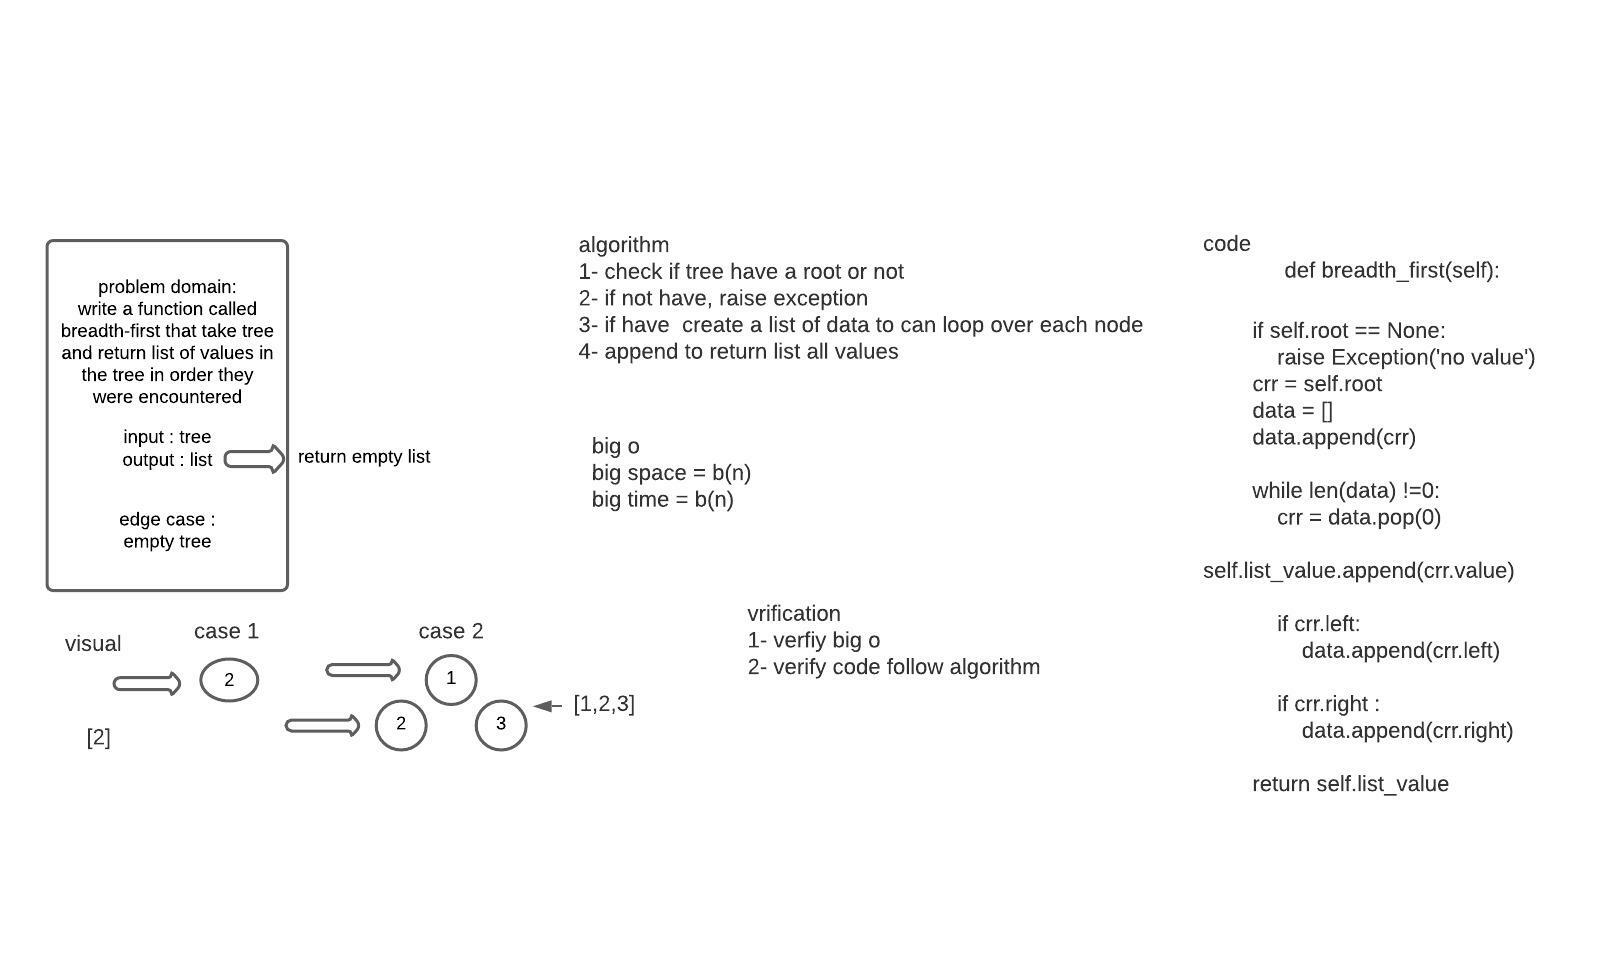 problem domain:
write a function called
breadth-first that take tree
and return list of values in
the tree in order they
were encountered
input : tree
output : list
return empty list
edge case :
empty tree
visual
case 1
2
[2]
case 2
1
2
3
[1,2,3]
algorithm
1- check if tree have a root or not
2- if not have, raise exception
3- if have  create a list of data to can loop over each node
4- append to return list all values
big o
big space = b(n)
big time = b(n)
vrification
1- verfiy big o
2- verify code follow algorithm
code
def breadth_first(self):
if self.root == None:
raise Exception('no value')
crr = self.root
data = []
data.append(crr)
while len(data) !=0:
crr = data.pop(0)
self.list_value.append(crr.value)
if crr.left:
data.append(crr.left)
if crr.right :
data.append(crr.right)
return self.list_value